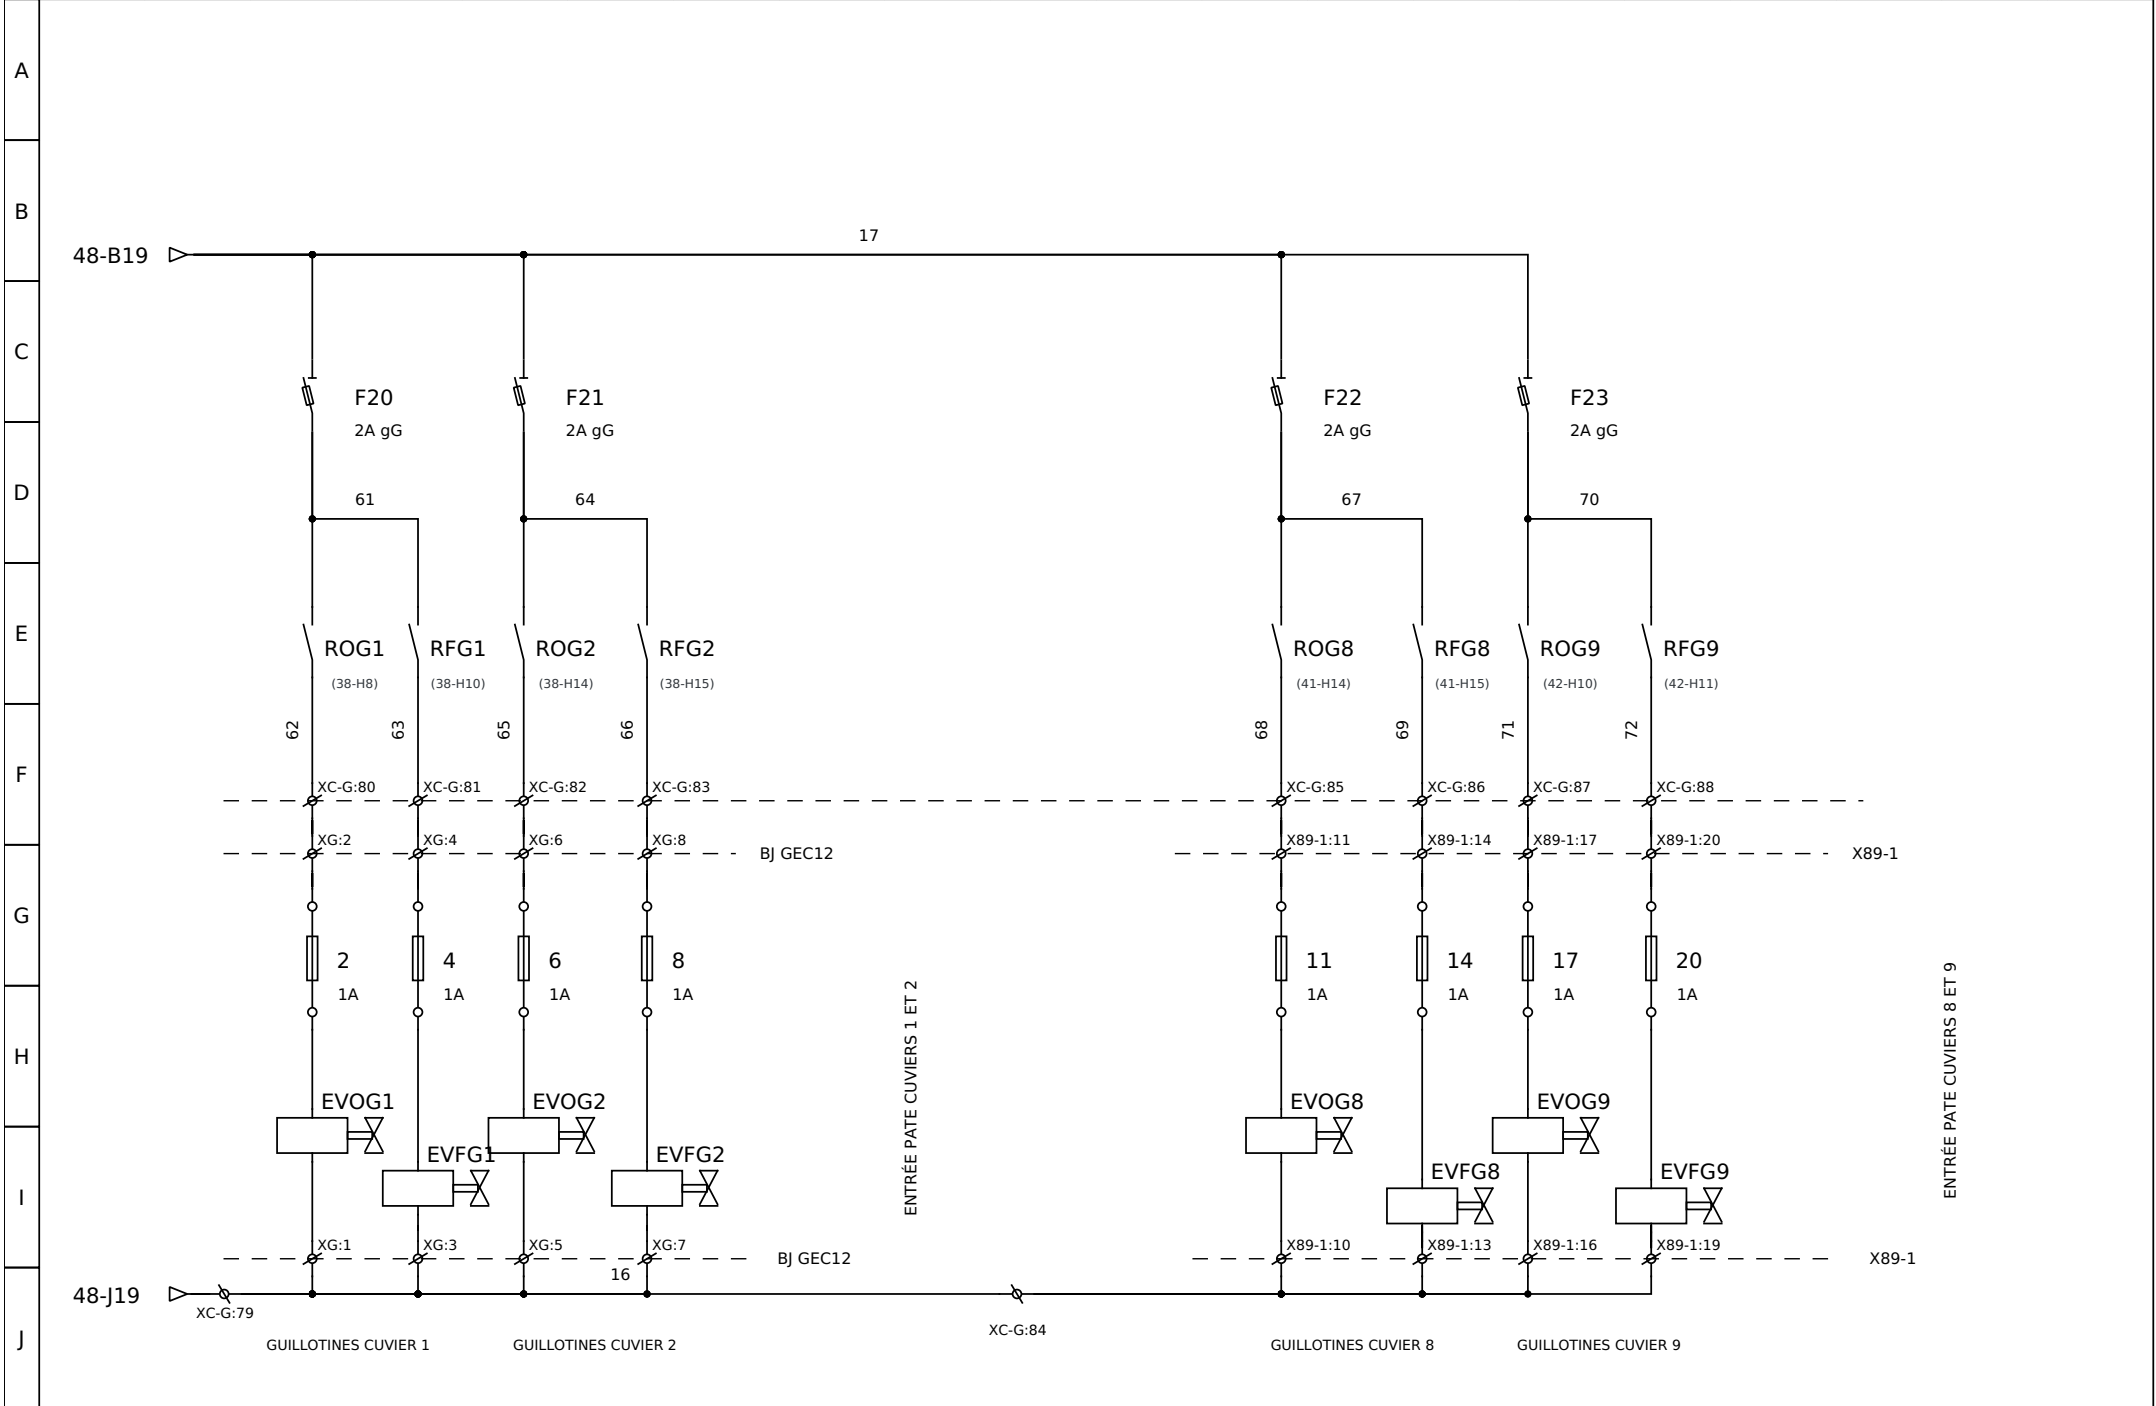 A
B
C
D
E
F
G
H
I
J
17
48-B19
F20
F21
F22
F23
2A gG
2A gG
2A gG
2A gG
61
64
67
70
ROG1
RFG1
ROG2
RFG2
ROG8
RFG8
ROG9
RFG9
(38-H8)
(38-H10)
(38-H14)
(38-H15)
(41-H14)
(41-H15)
(42-H10)
(42-H11)
62
63
65
66
68
69
71
72
XC-G:80
XC-G:81
XC-G:82
XC-G:83
XC-G:85
XC-G:86
XC-G:87
XC-G:88
XG:2
XG:4
XG:6
XG:8
BJ GEC12
X89-1:11
X89-1:14
X89-1:17
X89-1:20
X89-1
2
4
6
8
11
14
17
20
1A
1A
1A
1A
1A
1A
1A
1A
ENTRÉE PATE CUVIERS 1 ET 2
ENTRÉE PATE CUVIERS 8 ET 9
EVOG1
EVOG2
EVOG8
EVOG9
EVFG1
EVFG2
EVFG8
EVFG9
XG:1
XG:3
XG:5
XG:7
BJ GEC12
X89-1:10
X89-1:13
X89-1:16
X89-1:19
X89-1
16
48-J19
XC-G:79
XC-G:84
GUILLOTINES CUVIER 1
GUILLOTINES CUVIER 2
GUILLOTINES CUVIER 8
GUILLOTINES CUVIER 9